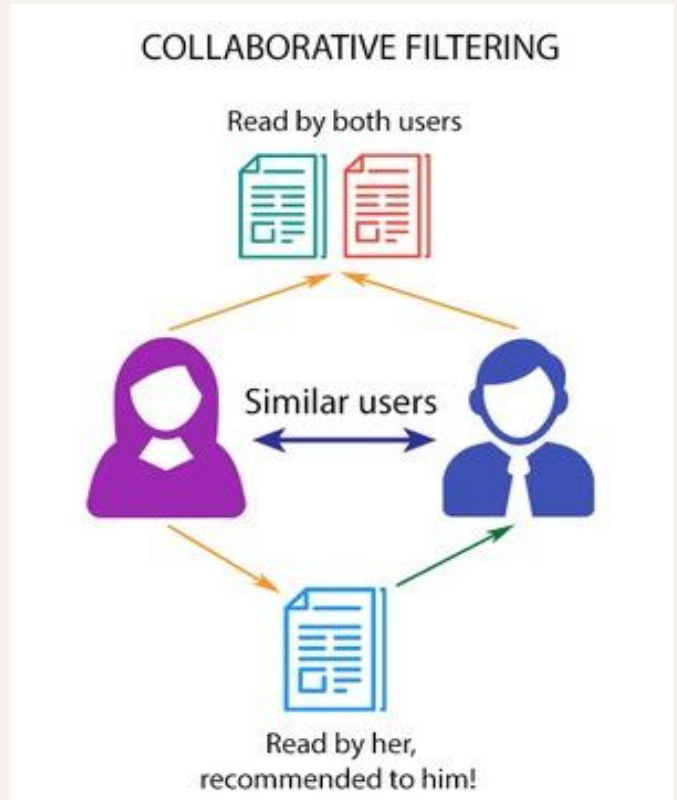 COLLABORATIVE FILTERING
Read by both users
Similar users
Read by her,
recommended to him!